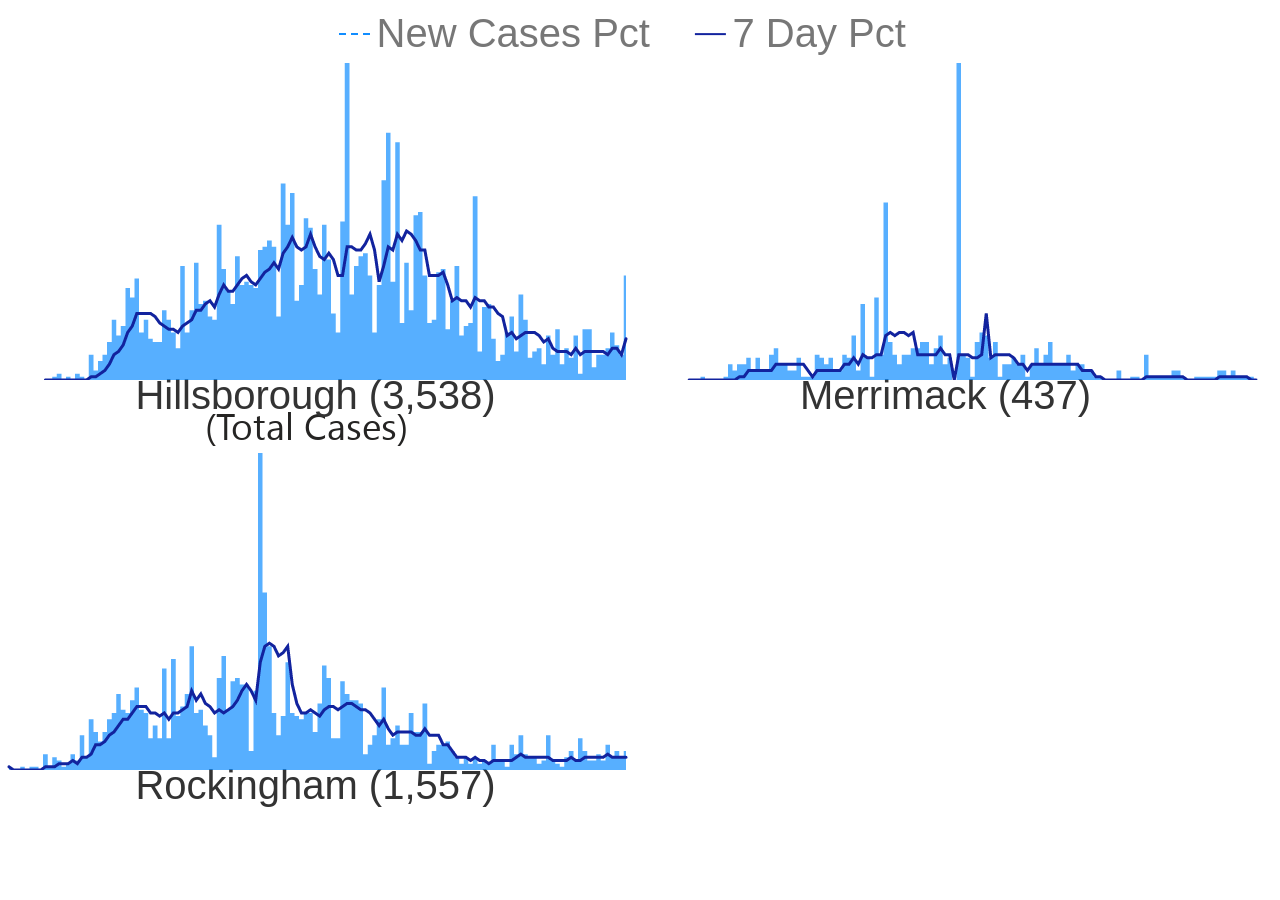 New Cases Pct 7 Day Pct
Hillsborough (3,538)
(Total Cases)
Merrimack (437)
Rockingham (1,557)